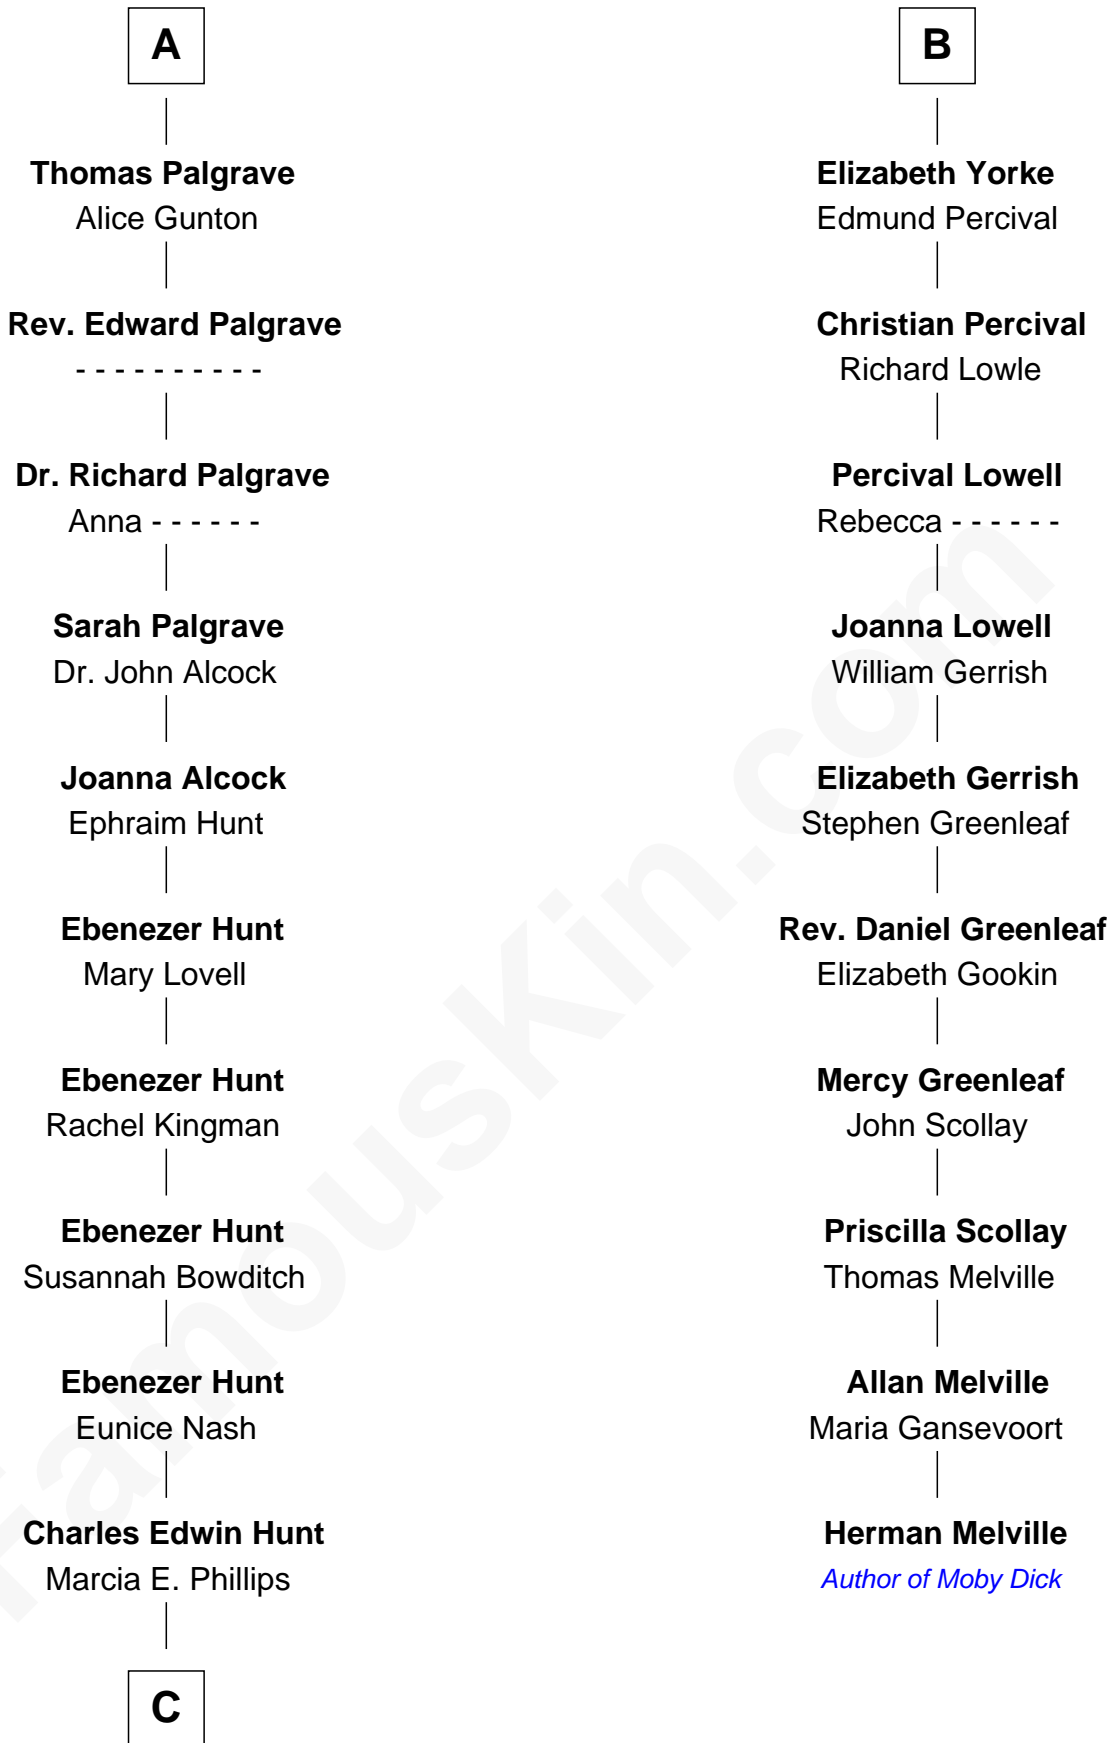 A
Thomas Palgrave
Alice Gunton
Rev. Edward Palgrave
- - - - - - - - - -
Dr. Richard Palgrave
Anna - - - - - -
Sarah Palgrave
Dr. John Alcock
Joanna Alcock
Ephraim Hunt
Ebenezer Hunt
Mary Lovell
Ebenezer Hunt
Rachel Kingman
Ebenezer Hunt
Susannah Bowditch
Ebenezer Hunt
Eunice Nash
Charles Edwin Hunt
Marcia E. Phillips
C
B
Elizabeth Yorke
Edmund Percival
Christian Percival
Richard Lowle
Percival Lowell
Rebecca - - - - - -
Joanna Lowell
William Gerrish
Elizabeth Gerrish
Stephen Greenleaf
Rev. Daniel Greenleaf
Elizabeth Gookin
Mercy Greenleaf
John Scollay
Priscilla Scollay
Thomas Melville
Allan Melville
Maria Gansevoort
Herman Melville
Author of Moby Dick
FamousKin.com